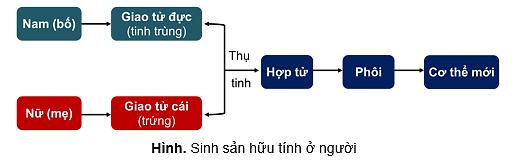 Nam (bố)
Giao tử đực
(tinh trùng)
Thụ
tinh
Hợp tử
Phôi
Cơ thể mới
Nữ (mẹ)
Giao tử cái
(trứng)
Hình. Sinh sản hữu tính ở người